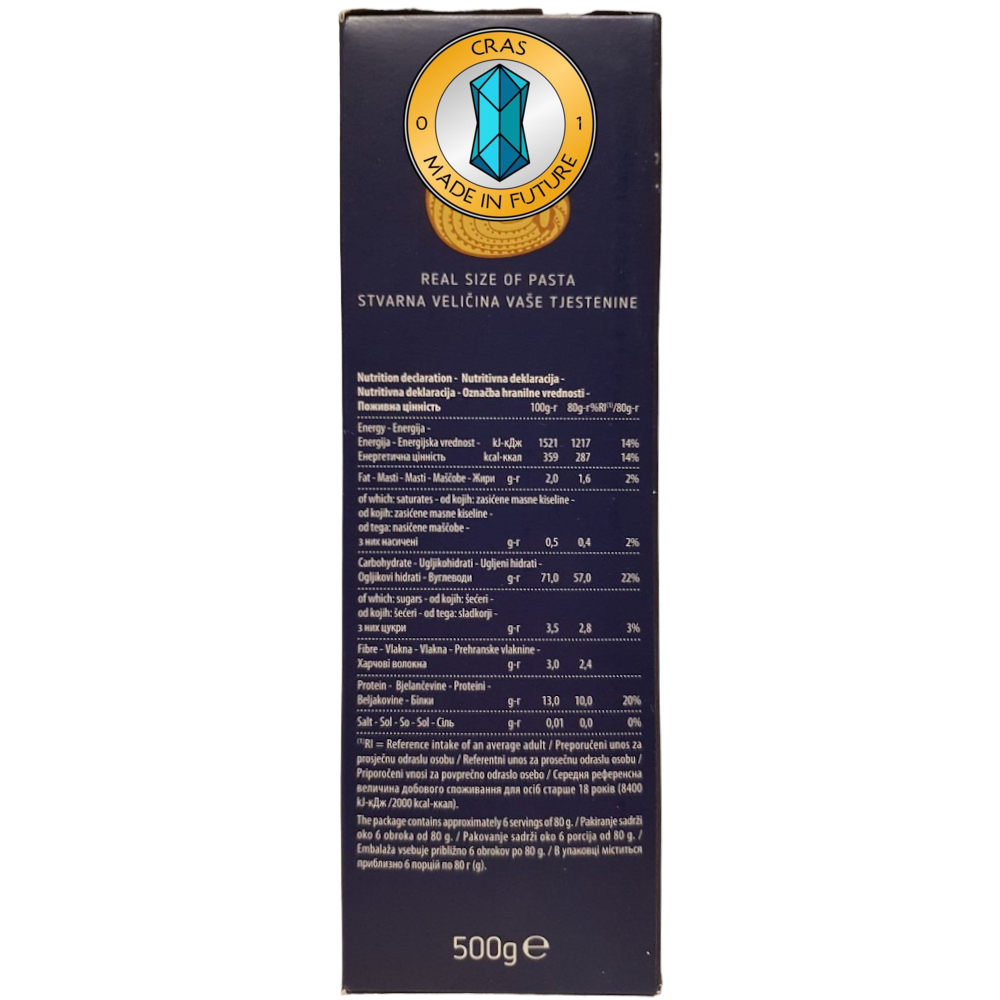 CRAS
0 1
MADE IN FUTURE
REAL SIZE OF PASTA
STVARNA VELIČINA VAŠE TJESTENINE
Nutrition declaration - Nutritivna deklaracija -
Nutritivna deklaracija - Označba hranilne vrednosti -
Поживна цінність 100g-г 80g-г%RI⁽¹⁾/80g-г
Energy - Energija -
Energija - Energijska vrednost - kJ-кДж 1521 1217 14%
Енергетична цінність kcal-ккал 359 287 14%
Fat - Masti - Masti - Maščobe - Жири g-г 2,0 1,6 2%
of which: saturates - od kojih: zasićene masne kiseline -
od kojih: zasićene masne kiseline -
od tega: nasičene maščobe -
з них насичені g-г 0,5 0,4 2%
Carbohydrate - Ugljikohidrati - Ugljeni hidrati -
Ogljikovi hidrati - Вуглеводи g-г 71,0 57,0 22%
of which: sugars - od kojih: šećeri -
od kojih: šećeri - od tega: sladkorji -
з них цукри g-г 3,5 2,8 3%
Fibre - Vlakna - Vlakna - Prehranske vlaknine -
Харчові волокна g-г 3,0 2,4
Protein - Bjelančevine - Proteini -
Beljakovine - Білки g-г 13,0 10,0 20%
Salt - Sol - So - Sol - Сіль g-г 0,01 0,0 0%
⁽¹⁾RI = Reference intake of an average adult / Preporučeni unos za
prosječnu odraslu osobu / Referentni unos za prosečnu odraslu osobu /
Priporočeni vnosi za povprečno odraslo osebo / Середня референсна
величина добового споживання для осіб старше 18 років (8400
kJ-кДж /2000 kcal-ккал).
The package contains approximately 6 servings of 80 g. / Pakiranje sadrži
oko 6 obroka od 80 g. / Pakovanje sadrži oko 6 porcija od 80 g. /
Embalaža vsebuje približno 6 obrokov po 80 g. / В упаковці міститься
приблизно 6 порцій по 80 г (g).
500g ℮